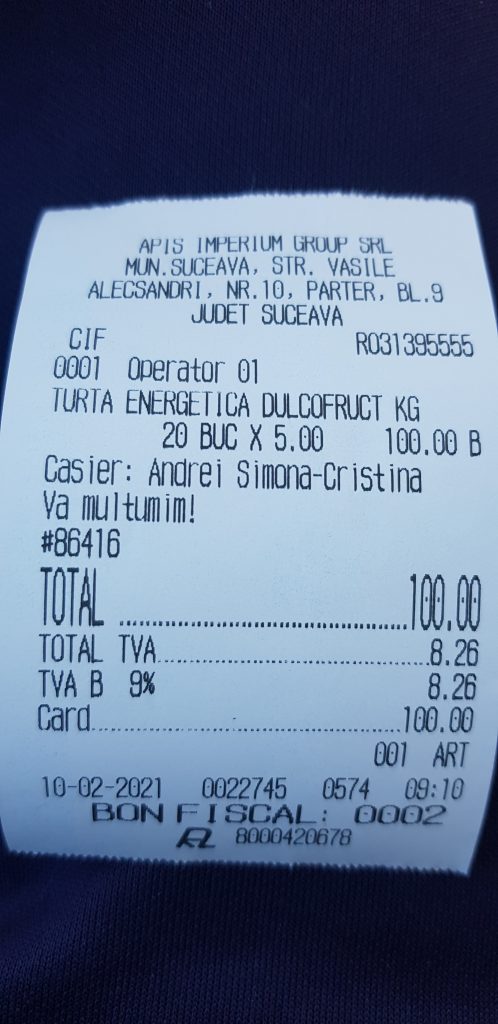 APIS IMPERIUM GROUP SRL
MUN.SUCEAVA, STR. VASILE
ALECSANDRI, NR.10, PARTER, BL.9
JUDET SUCEAVA
CIF RO31395555
0001 Operator 01
TURTA ENERGETICA DULCOFRUCT KG
20 BUC X 5.00 100.00 B
Casier: Andrei Simona-Cristina
Va multumim!
#86416
TOTAL ........................................ 100.00
TOTAL TVA........................................8.26
TVA B 9% 8.26
Card........................................100.00
001 ART
10-02-2021 0022745 0574 09:10
BON FISCAL: 0002
8000420678